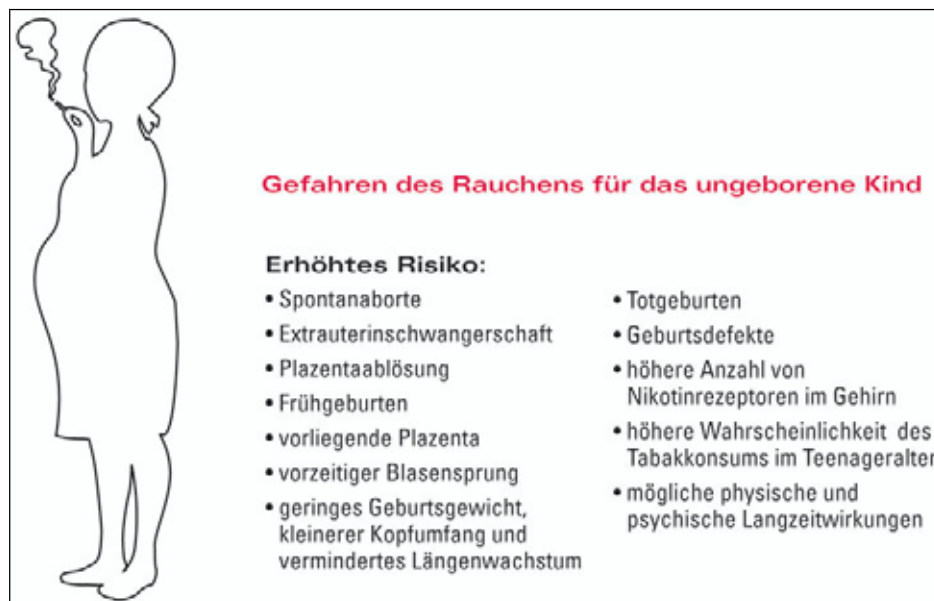 Gefahren des Rauchens für das ungeborene Kind
Erhöhtes Risiko:
• Spontanaborte
• Extrauterinschwangerschaft
• Plazentaablösung
• Frühgeburten
• vorliegende Plazenta
• vorzeitiger Blasensprung
• geringes Geburtsgewicht,
kleinerer Kopfumfang und
vermindertes Längenwachstum
• Totgeburten
• Geburtsdefekte
• höhere Anzahl von
Nikotinrezeptoren im Gehirn
• höhere Wahrscheinlichkeit des
Tabakkonsums im Teenageralter
• mögliche physische und
psychische Langzeitwirkungen